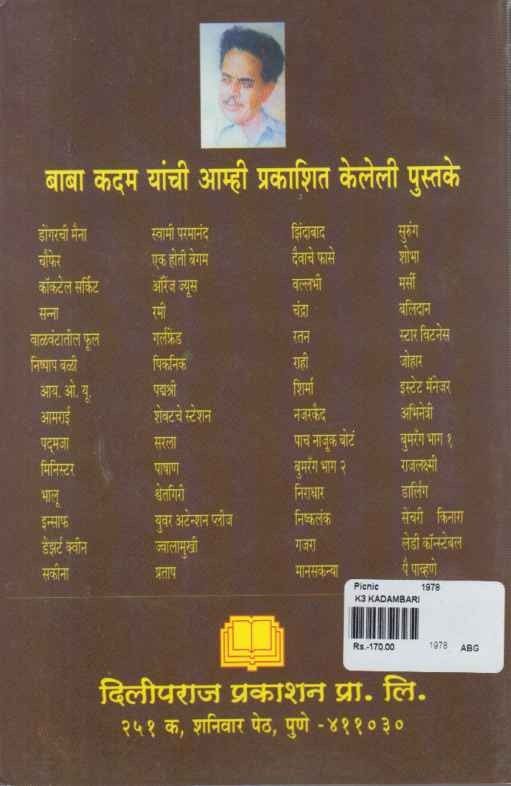 बाबा कदम यांची आम्ही प्रकाशित केलेली पुस्तके
डोंगरची मैना स्वामी परमानंद झिंदाबाद सुरुंग
चौफेर एक होती बेगम दैवाचे फासे शोभा
कॉकटेल सर्किट ऑरेंज ज्यूस वल्लभी मर्सी
सन्ना रमी चंद्रा बलिदान
वाळवंटातील फूल गर्लफ्रेंड रतन स्टार विटनेस
निष्पाप बळी पिकनिक राही जोहार
आय. ओ. यू. पद्मश्री शिर्मा इस्टेट मॅनेजर
आमराई शेवटचे स्टेशन नजरकैद अभिनेत्री
पद्मजा सरला पाच नाजूक बोटं बुमरँग भाग १
मिनिस्टर पाषाण बुमरँग भाग २ राजलक्ष्मी
भालू श्वेतगिरी निराधार डार्लिंग
इन्साफ युवर अटेन्शन प्लीज निष्कलंक सेचरी किनारा
डेझर्ट क्वीन ज्वालामुखी गजरा लेडी कॉन्स्टेबल
सकीना प्रताप मानसकन्या पै पाव्हणे
Picnic 1978
K3 KADAMBARI
Rs.-170.00 1978 ABG
दिलीपराज प्रकाशन प्रा. लि.
२५१ क, शनिवार पेठ, पुणे -४११०३०